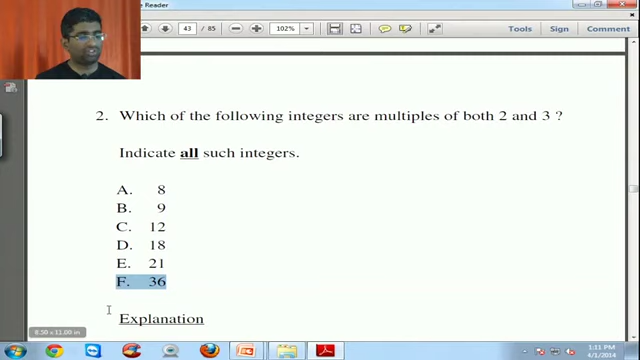 e Reader
43 / 85
102%
Tools
Sign
Comment
2. Which of the following integers are multiples of both 2 and 3 ?
Indicate all such integers.
A. 8
B. 9
C. 12
D. 18
E. 21
F. 36
Explanation
8.50 x 11.00 in
1:11 PM
4/1/2014